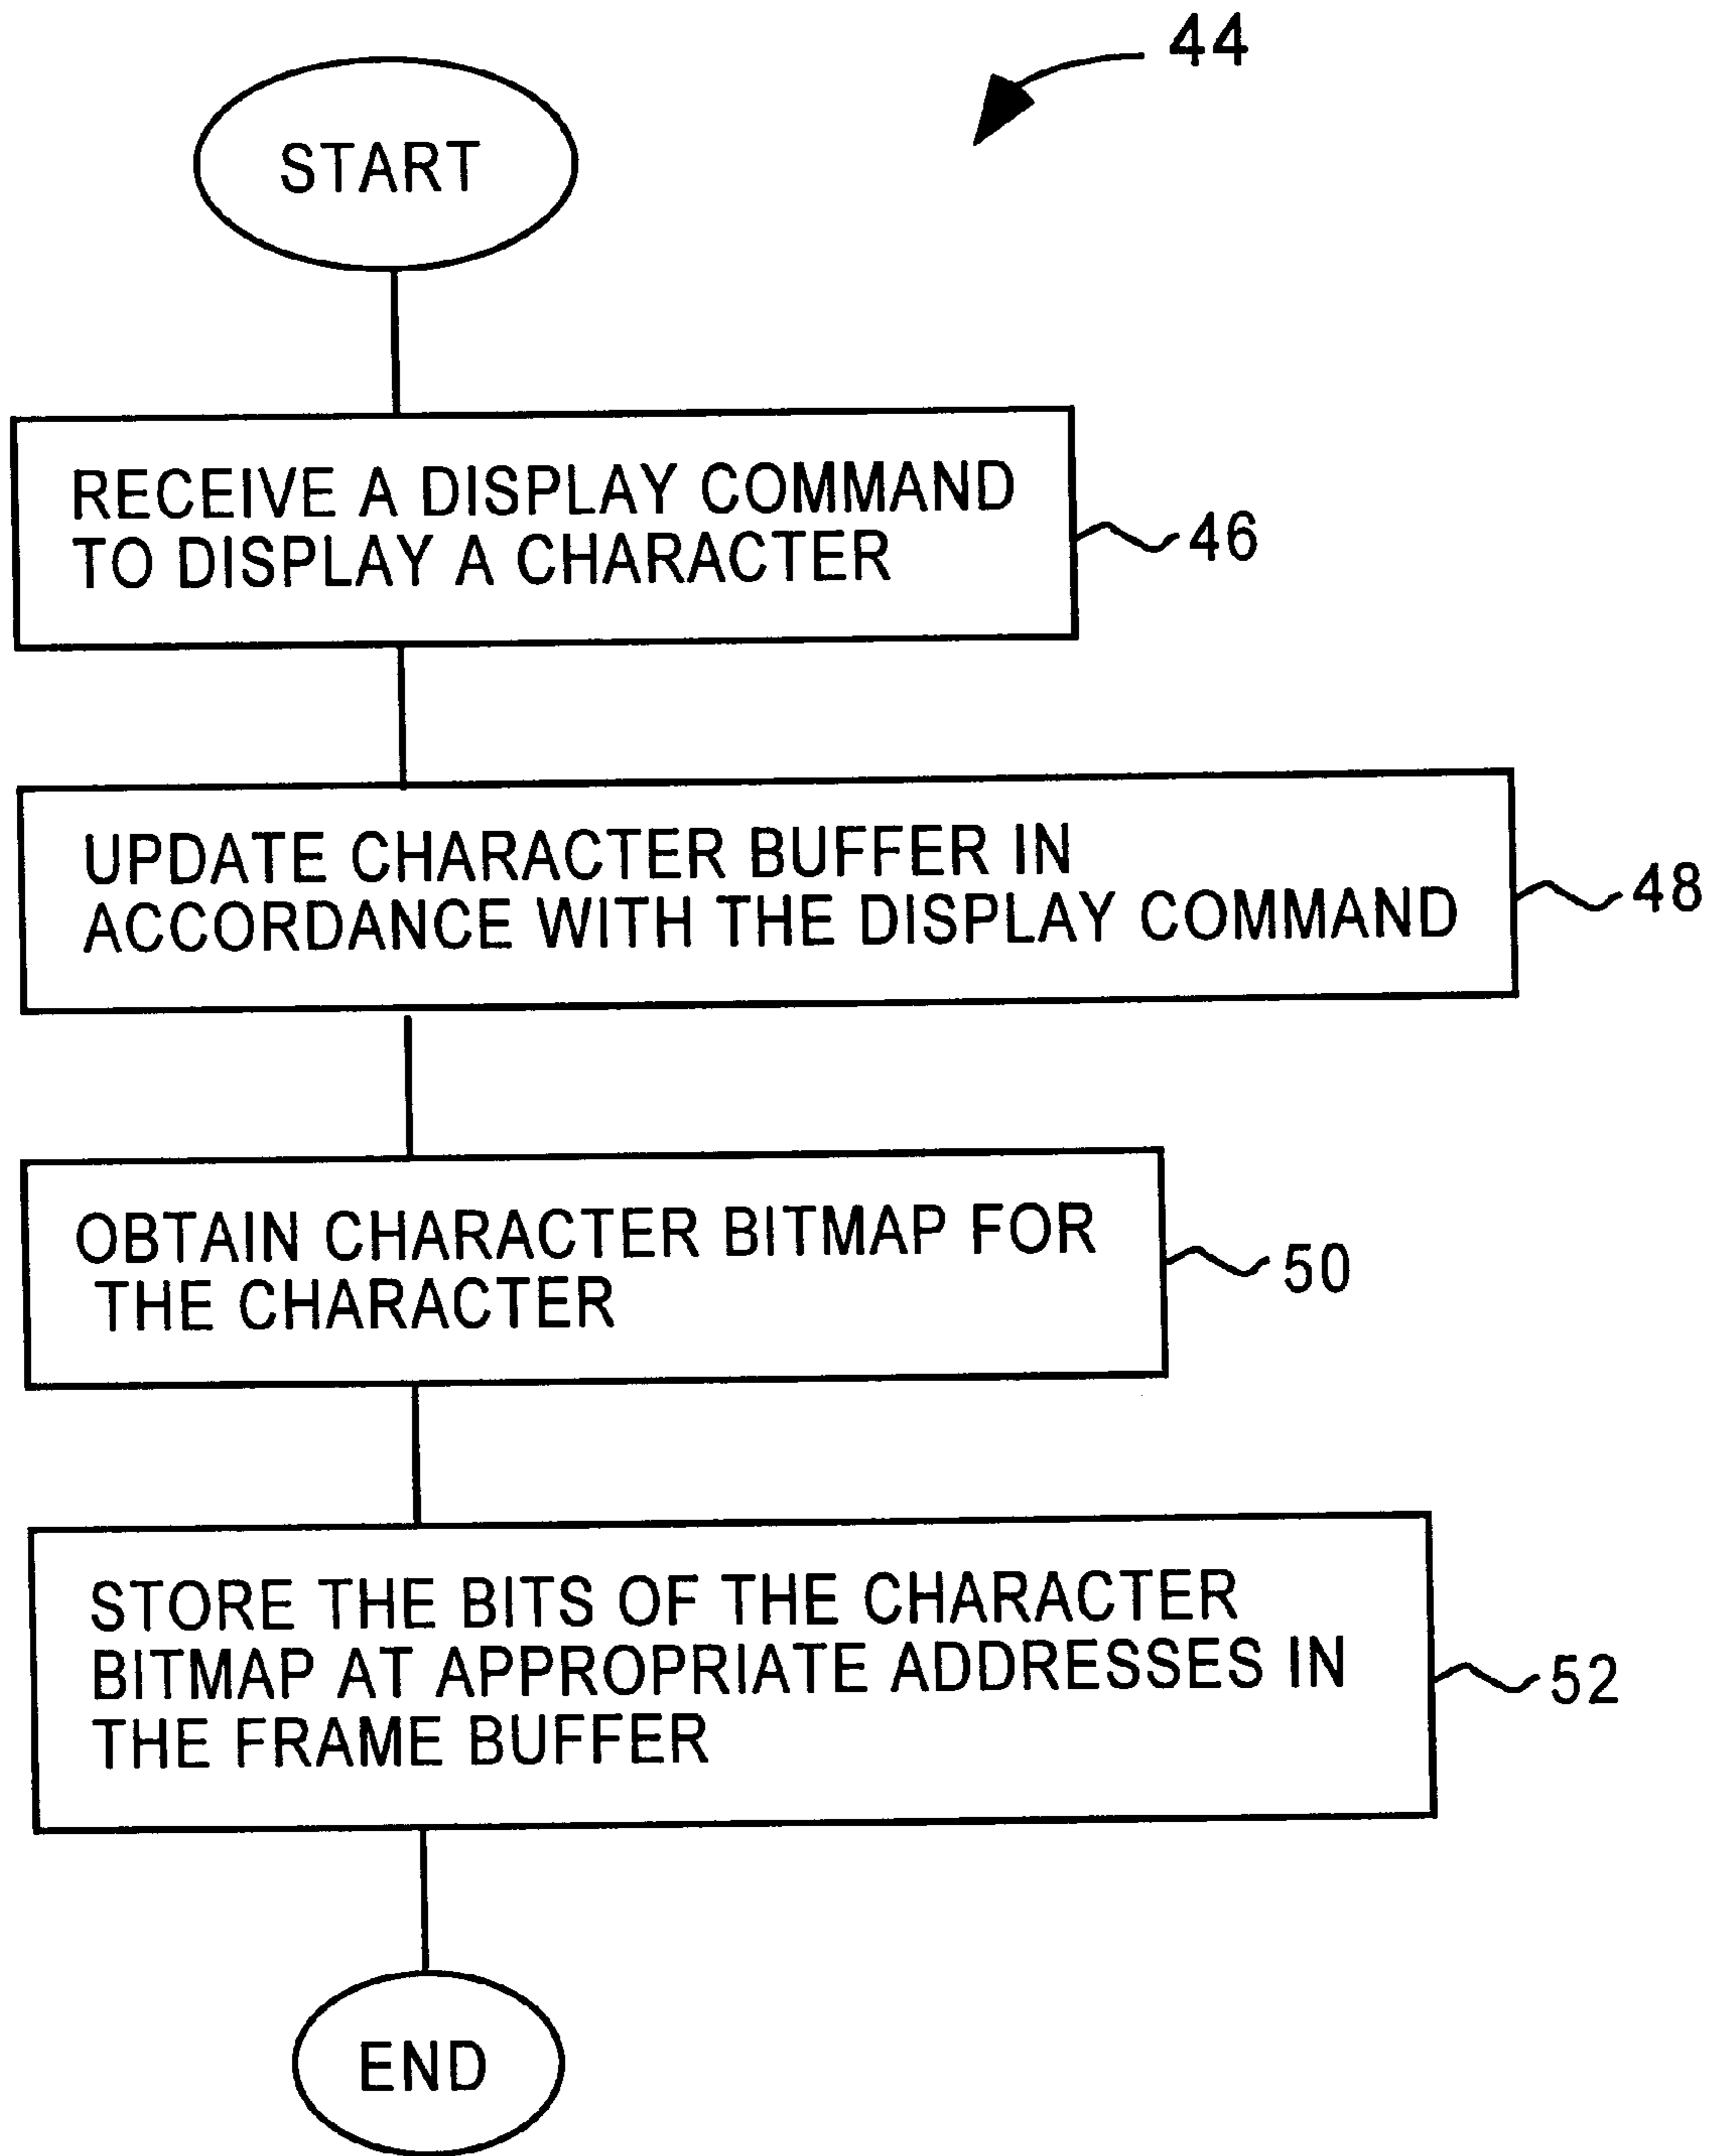 44
START
RECEIVE A DISPLAY COMMAND
TO DISPLAY A CHARACTER
46
UPDATE CHARACTER BUFFER IN
ACCORDANCE WITH THE DISPLAY COMMAND
48
OBTAIN CHARACTER BITMAP FOR
THE CHARACTER
50
STORE THE BITS OF THE CHARACTER
BITMAP AT APPROPRIATE ADDRESSES IN
THE FRAME BUFFER
52
END